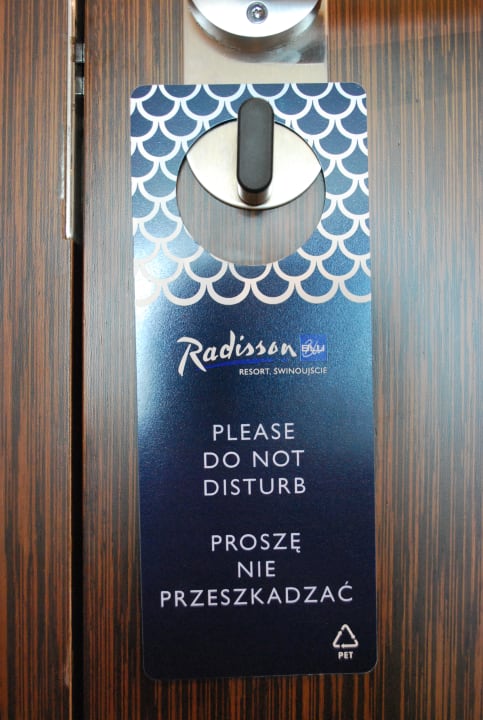 Radisson BLU
RESORT, ŚWINOUJŚCIE
PLEASE
DO NOT
DISTURB
PROSZĘ
NIE
PRZESZKADZAĆ
PET